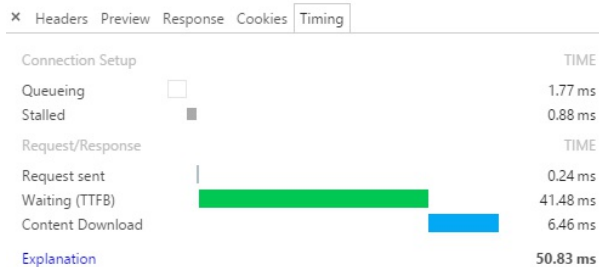 × Headers Preview Response Cookies Timing
Connection Setup TIME
Queueing 1.77 ms
Stalled 0.88 ms
Request/Response TIME
Request sent 0.24 ms
Waiting (TTFB) 41.48 ms
Content Download 6.46 ms
Explanation 50.83 ms